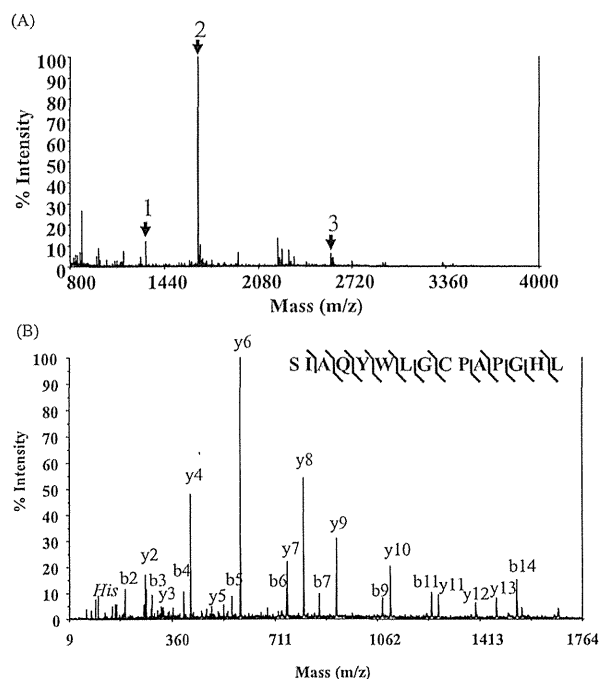 (A)
2
100
90
80
70
60
50
40
30
20
10
0
% Intensity
1
3
800 1440 2080 2720 3360 4000
Mass (m/z)
(B)
y6
SIAQYWLGCPAPGHL
100
90
80
70
60
50
40
30
20
10
0
% Intensity
y8
y4
y9
y2
y7
y10
His b2 b3 y3 b4 y5 b5 b6 b7 b9 b11 y11 y12 y13 b14
9 360 711 1062 1413 1764
Mass (m/z)